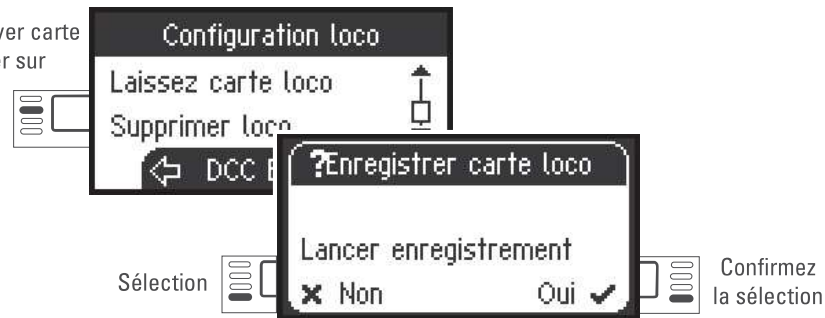 ver carte
er sur
Configuration loco
Laissez carte loco
Supprimer loco
DCC
?Enregistrer carte loco
Lancer enregistrement
Non Oui
Sélection
Confirmez
la sélection